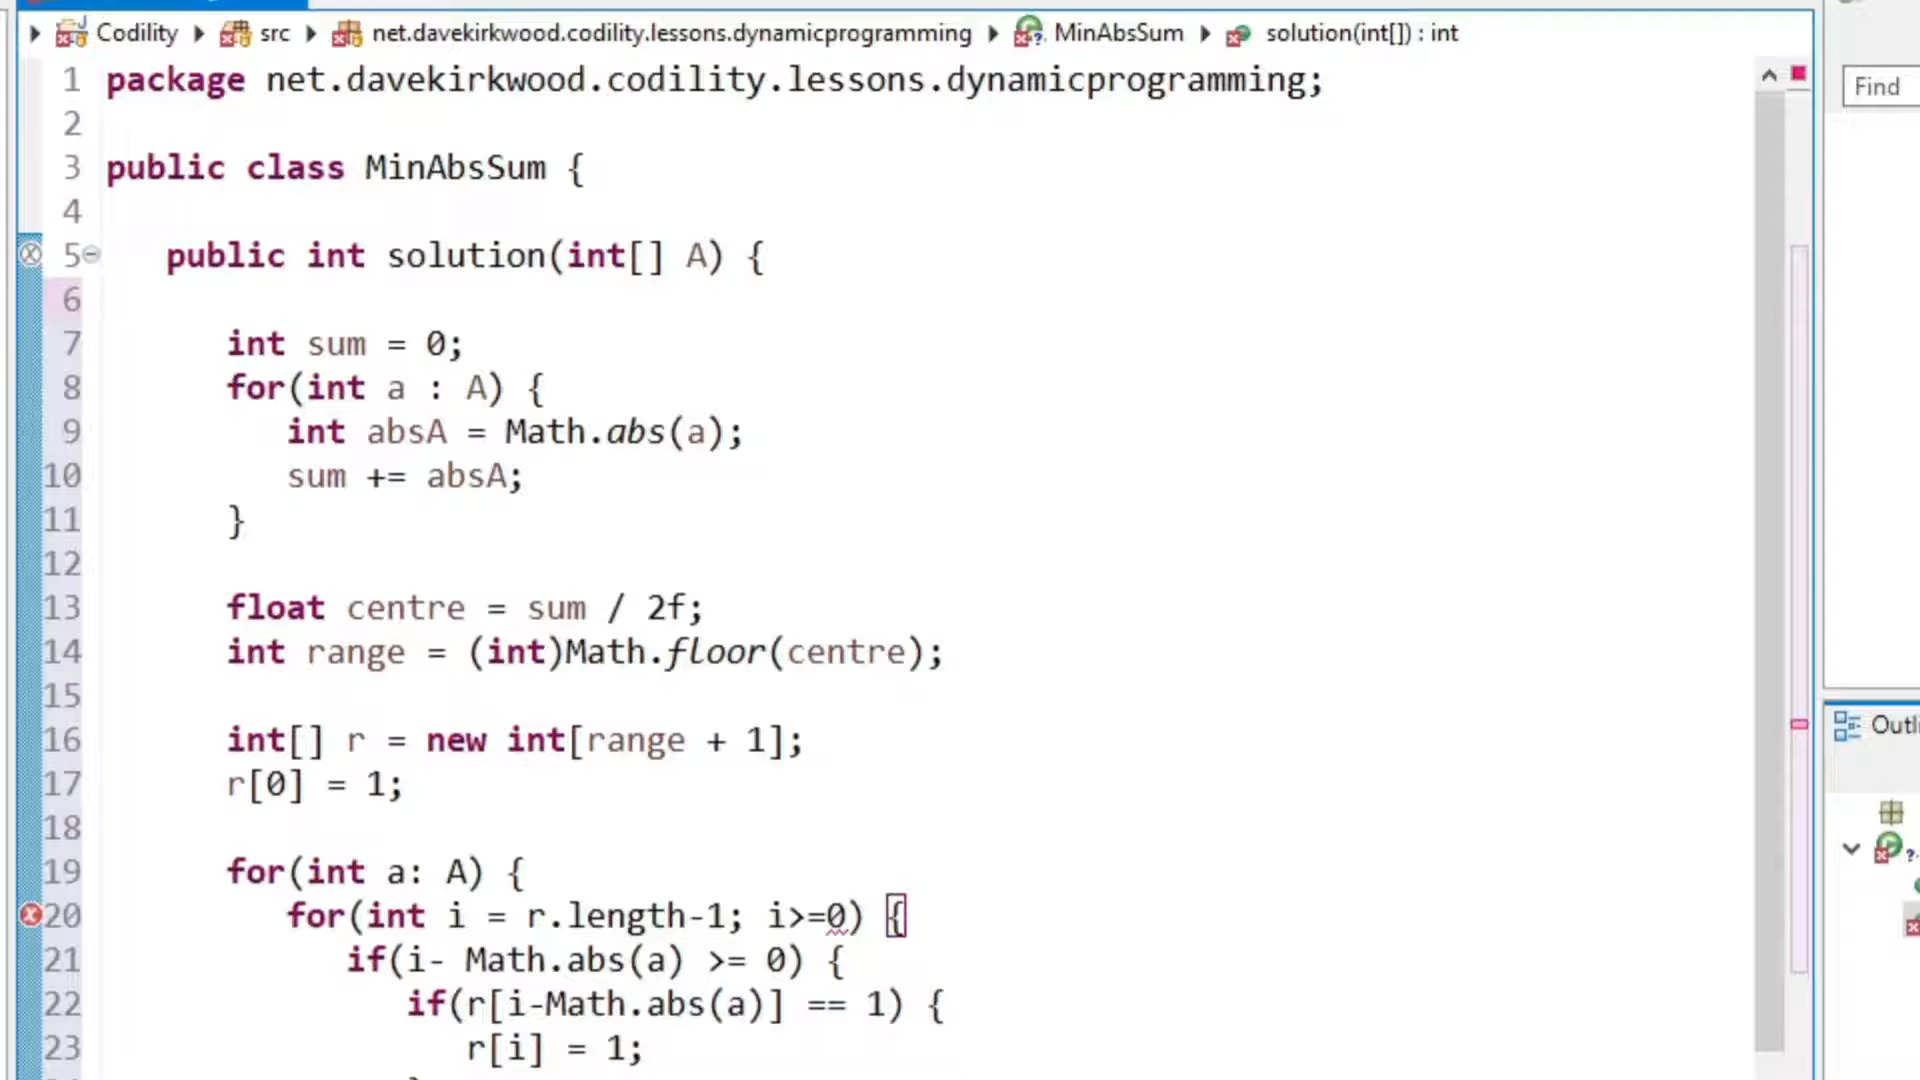 Codility src net.davekirkwood.codility.lessons.dynamicprogramming MinAbsSum solution(int[]) : int
Find
1 package net.davekirkwood.codility.lessons.dynamicprogramming;
2
3 public class MinAbsSum {
4
5 public int solution(int[] A) {
6
7 int sum = 0;
8 for(int a : A) {
9 int absA = Math.abs(a);
10 sum += absA;
11 }
12
13 float centre = sum / 2f;
14 int range = (int)Math.floor(centre);
15
16 int[] r = new int[range + 1];
17 r[0] = 1;
18
19 for(int a: A) {
20 for(int i = r.length-1; i>=0) {
21 if(i- Math.abs(a) >= 0) {
22 if(r[i-Math.abs(a)] == 1) {
23 r[i] = 1;
Outli